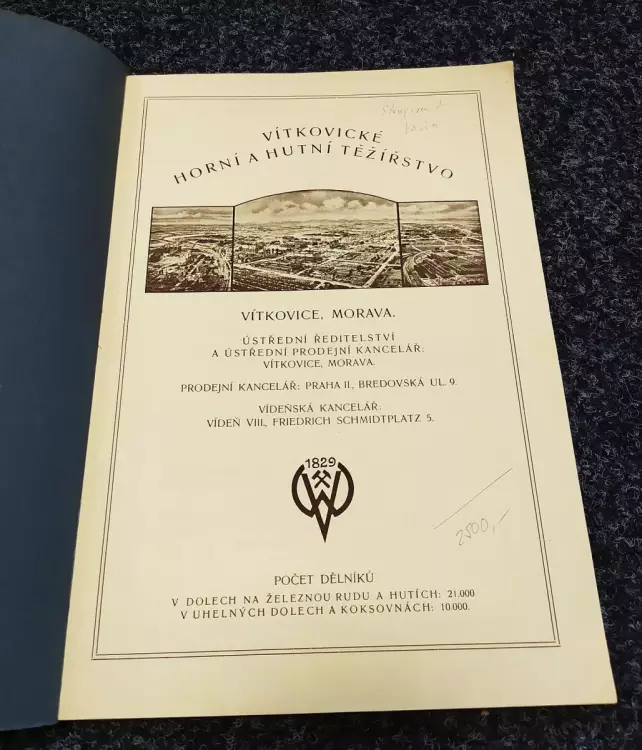 VÍTKOVICKÉ
HORNÍ A HUTNÍ TĚŽÍŘSTVO
VÍTKOVICE, MORAVA.
ÚSTŘEDNÍ ŘEDITELSTVÍ
A ÚSTŘEDNÍ PRODEJNÍ KANCELÁŘ:
VÍTKOVICE, MORAVA.
PRODEJNÍ KANCELÁŘ: PRAHA II., BREDOVSKÁ UL. 9.
VÍDEŇSKÁ KANCELÁŘ:
VÍDEŇ VIII., FRIEDRICH SCHMIDTPLATZ 5.
1829
2500,-
POČET DĚLNÍKŮ
V DOLECH NA ŽELEZNOU RUDU A HUTÍCH: 21.000.
V UHELNÝCH DOLECH A KOKSOVNÁCH: 10.000.